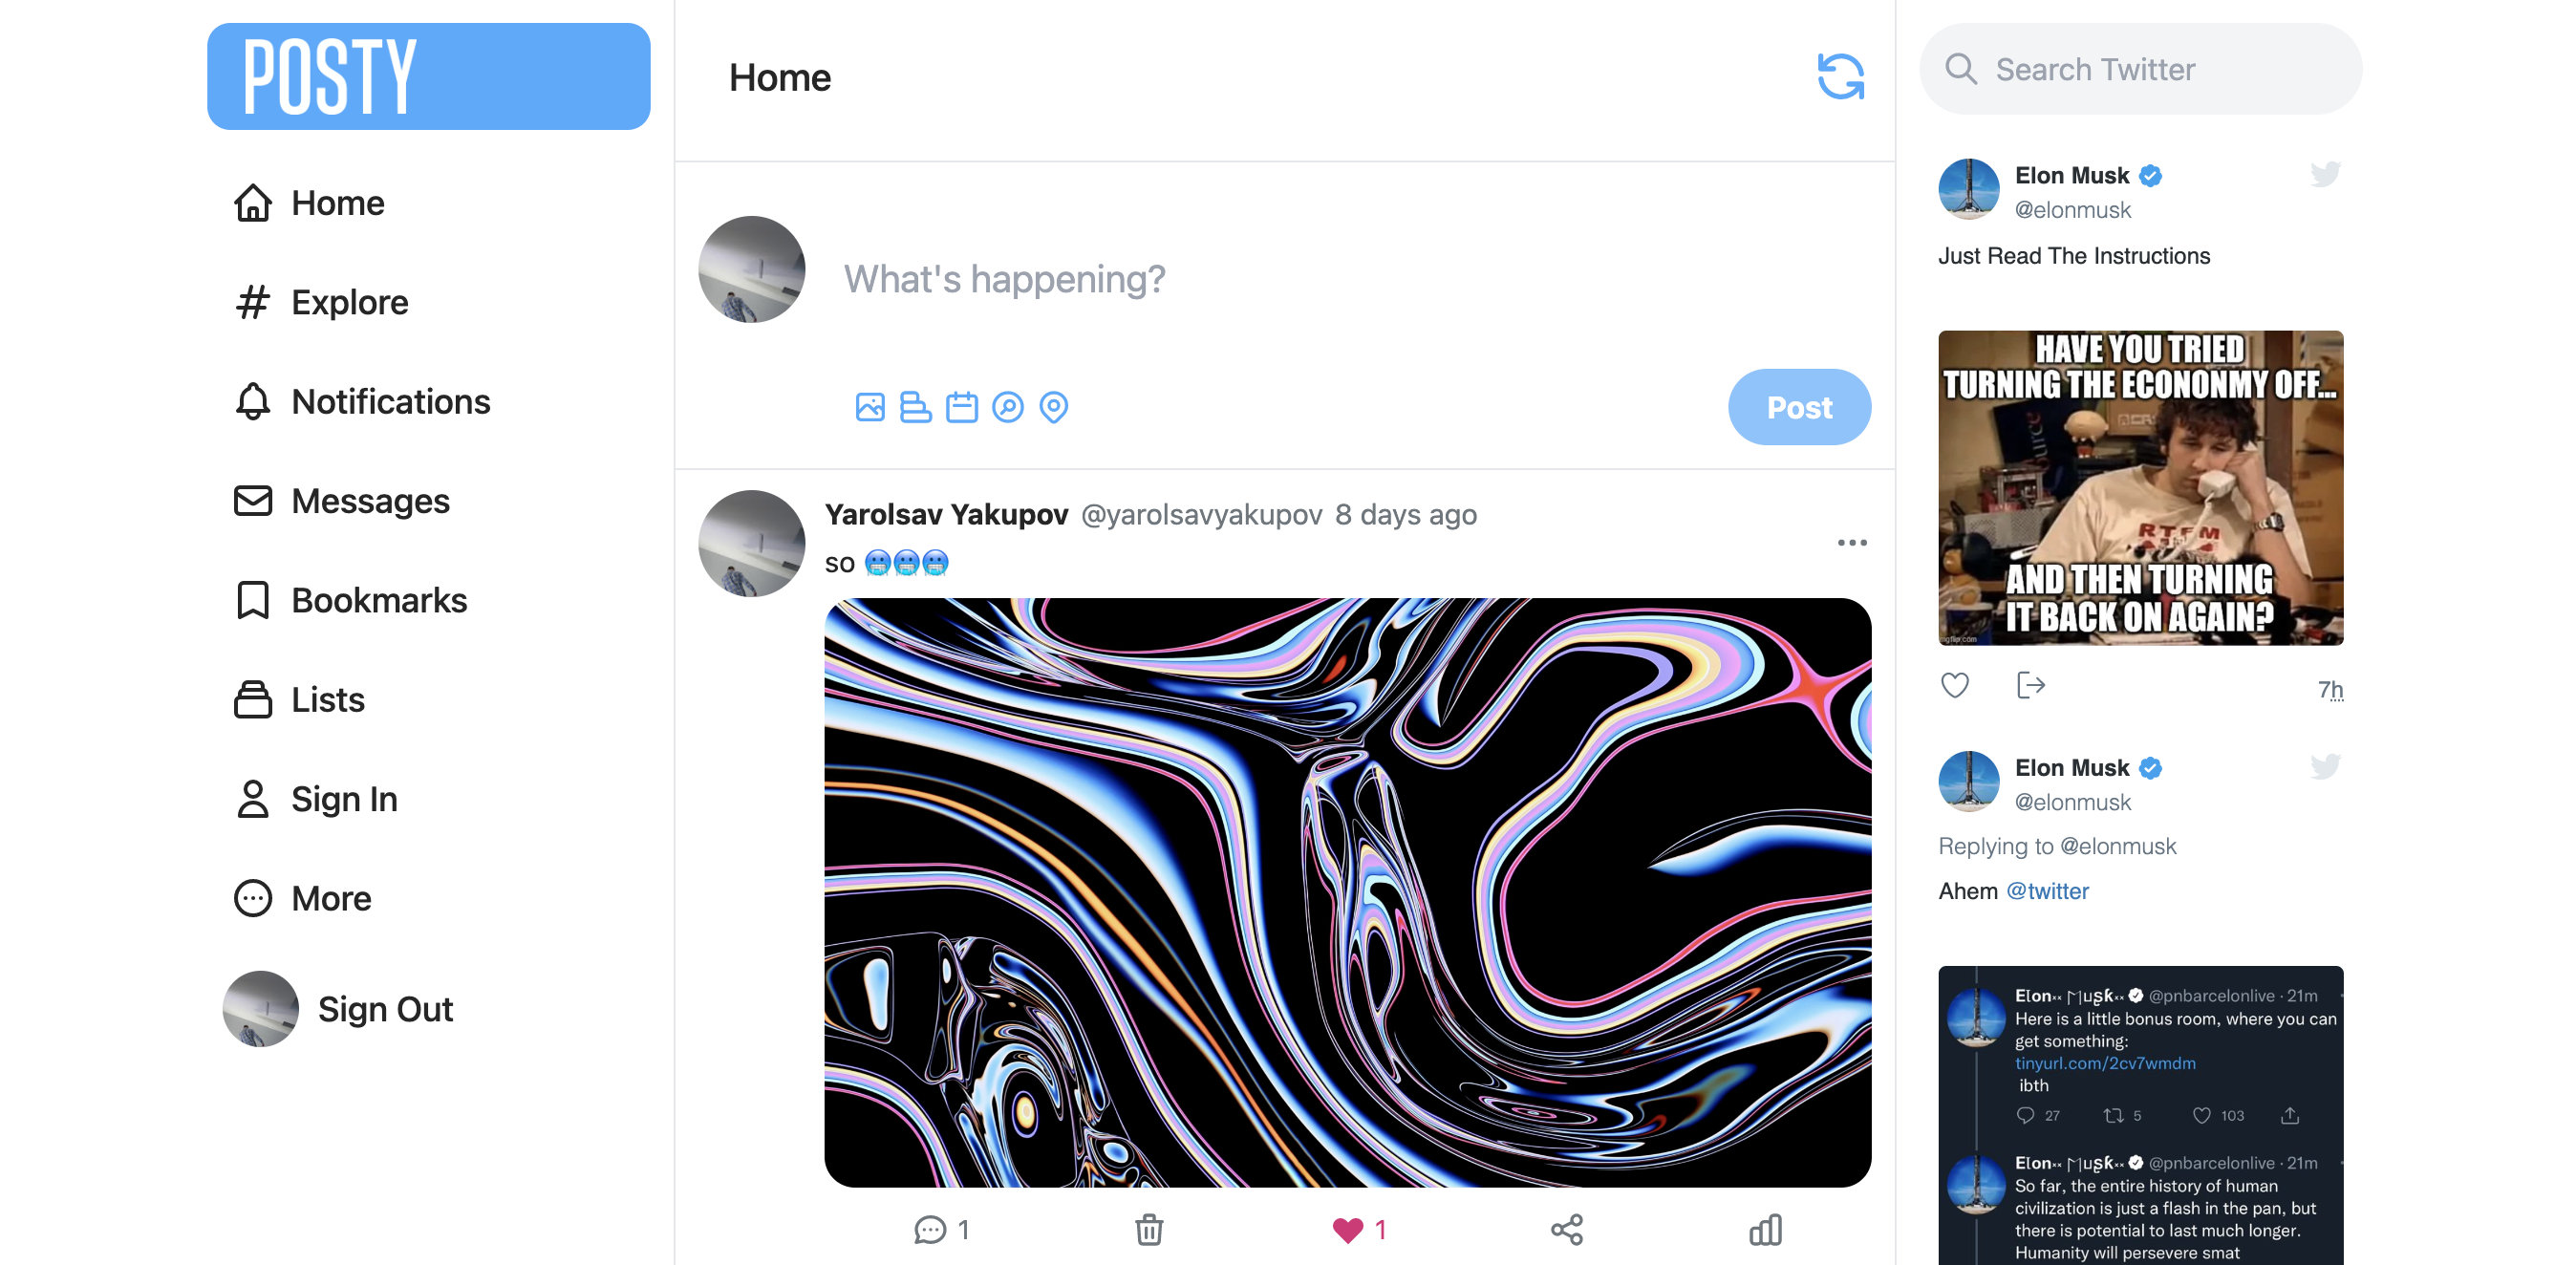 POSTY
Home
Explore
Notifications
Messages
Bookmarks
Lists
Sign In
More
Sign Out
Home
What's happening?
Post
Yarolsav Yakupov @yarolsavyakupov 8 days ago
so 🥶🥶🥶
1
1
Search Twitter
Elon Musk
@elonmusk
Just Read The Instructions
HAVE YOU TRIED
TURNING THE ECONONMY OFF...
RTFM
AND THEN TURNING
IT BACK ON AGAIN?
imgflip.com
7h
Elon Musk
@elonmusk
Replying to @elonmusk
Ahem @twitter
@pnbarcelonlive · 21m
Here is a little bonus room, where you can
get something:
tinyurl.com/2cv7wmdm
ibth
27 5 103
@pnbarcelonlive · 21m
So far, the entire history of human
civilization is just a flash in the pan, but
there is potential to last much longer.
Humanity will persevere smat